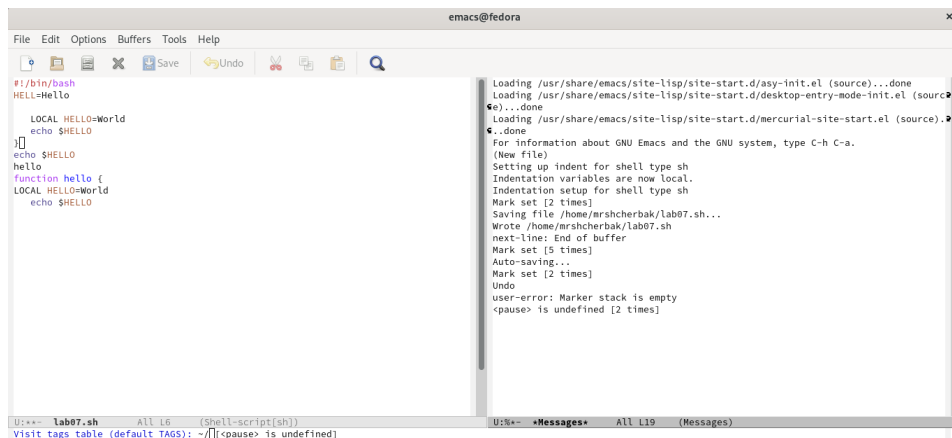 emacs@fedora
File Edit Options Buffers Tools Help
Save Undo
#!/bin/bash
HELL=Hello
LOCAL HELLO=World
echo $HELLO
}
echo $HELLO
hello
function hello {
LOCAL HELLO=World
echo $HELLO
U:**- lab07.sh All L6 (Shell-script[sh])
Loading /usr/share/emacs/site-lisp/site-start.d/asy-init.el (source)...done
Loading /usr/share/emacs/site-lisp/site-start.d/desktop-entry-mode-init.el (sourc
e)...done
Loading /usr/share/emacs/site-lisp/site-start.d/mercurial-site-start.el (source).
..done
For information about GNU Emacs and the GNU system, type C-h C-a.
(New file)
Setting up indent for shell type sh
Indentation variables are now local.
Indentation setup for shell type sh
Mark set [2 times]
Saving file /home/mrshcherbak/lab07.sh...
Wrote /home/mrshcherbak/lab07.sh
next-line: End of buffer
Mark set [5 times]
Auto-saving...
Mark set [2 times]
Undo
user-error: Marker stack is empty
<pause> is undefined [2 times]
U:%*- *Messages* All L19 (Messages)
Visit tags table (default TAGS): ~/[<pause> is undefined]